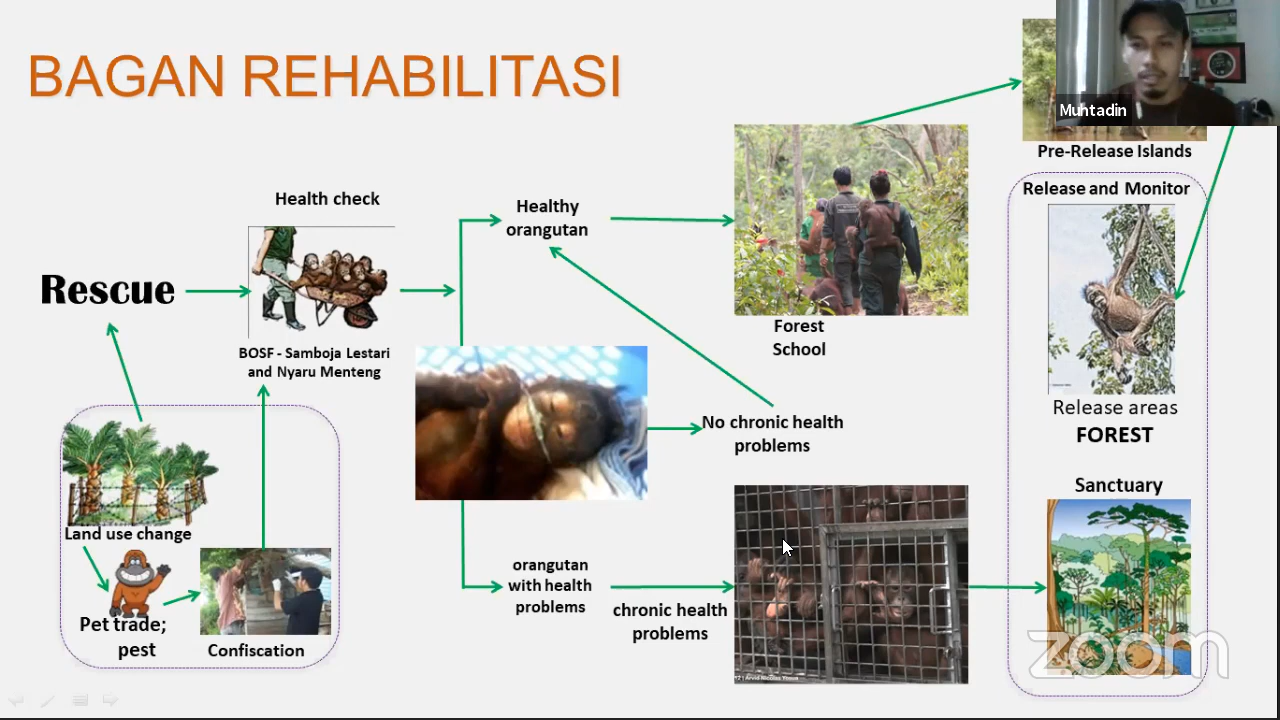 BAGAN REHABILITASI
Muhtadin
Pre-Release Islands
Health check
Release and Monitor
Healthy
orangutan
Rescue
Forest
School
BOSF - Samboja Lestari
and Nyaru Menteng
No chronic health
problems
Release areas
FOREST
Sanctuary
Land use change
orangutan
with health
problems
chronic health
problems
Pet trade;
pest
Confiscation
zoom